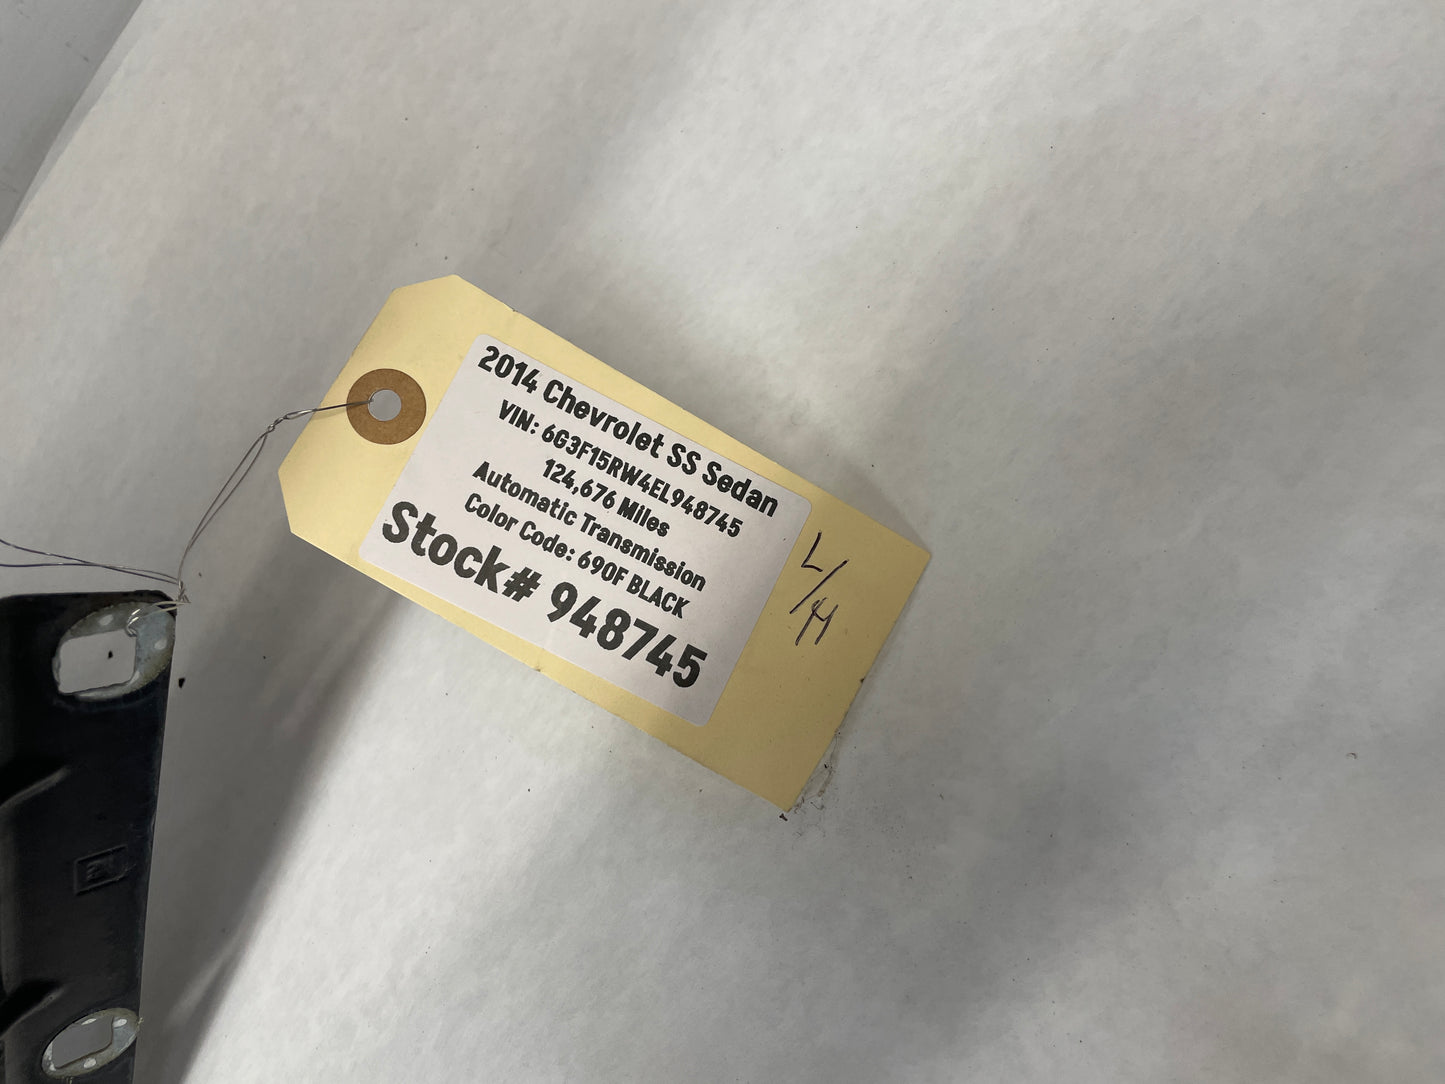 2014 Chevrolet SS Sedan
VIN: 6G3F15RW4EL948745
124,676 Miles
Automatic Transmission
Color Code: 690F BLACK
Stock# 948745
L/H